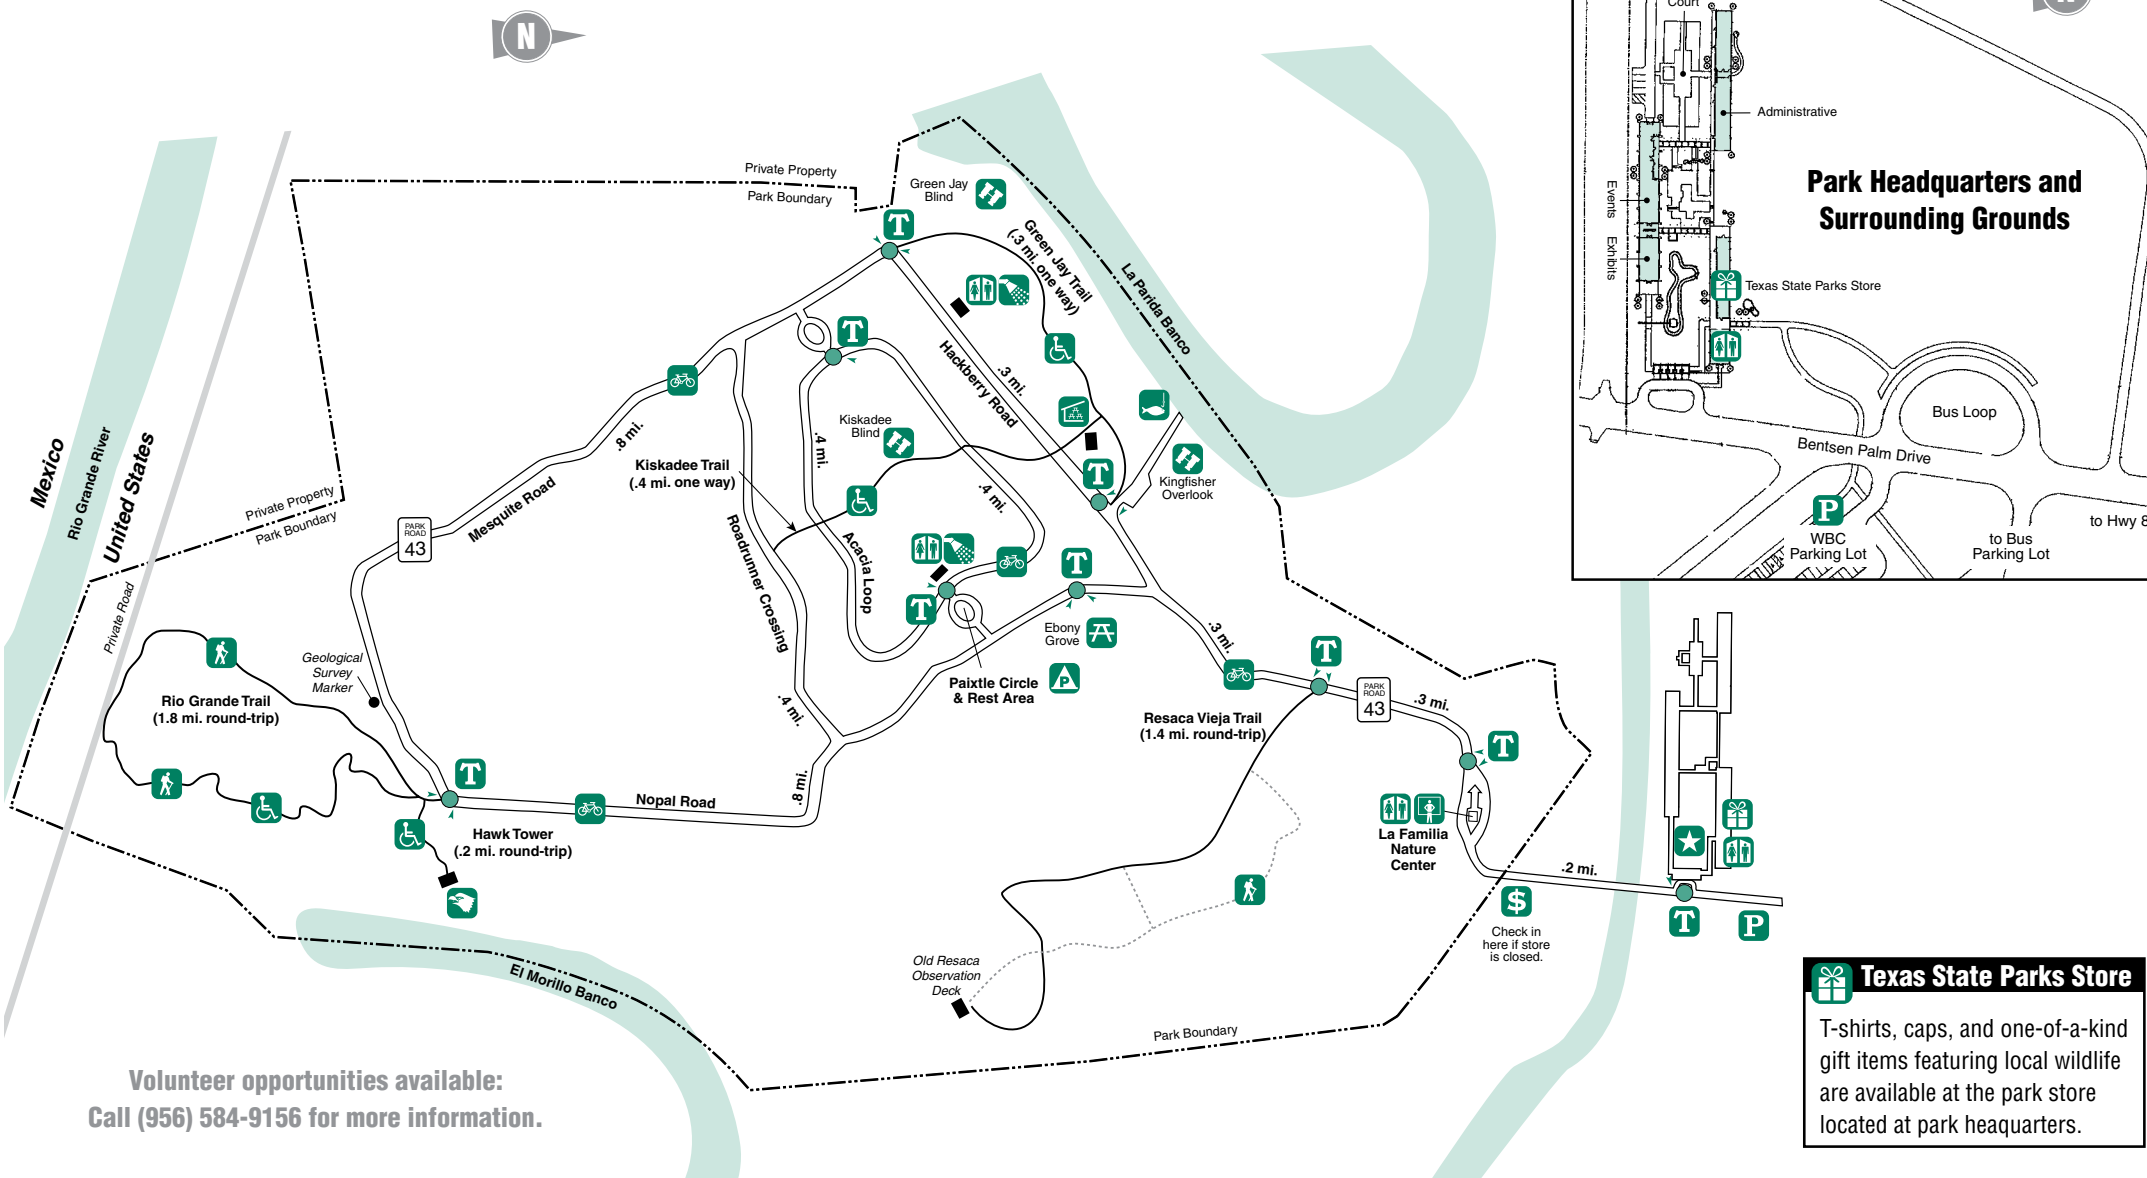 N
Court
Administrative
Park Headquarters and
Surrounding Grounds
Events
Exhibits
Texas State Parks Store
Bus Loop
Bentsen Palm Drive
P
WBC
Parking Lot
to Bus
Parking Lot
to Hwy 8
Private Property
Park Boundary
Green Jay
Blind
T
Green Jay Trail
(.3 mi. one way)
La Parida Banco
Hackberry Road
.3 mi.
T
Kiskadee
Blind
.4 mi.
Kiskadee Trail
(.4 mi. one way)
.8 mi.
Mesquite Road
PARK
ROAD
43
Mexico
Rio Grande River
United States
Private Property
Park Boundary
Private Road
T
Kingfisher
Overlook
.4 mi.
Roadrunner Crossing
Acacia Loop
T
T
Ebony
Grove
P
Paixtle Circle
& Rest Area
.3 mi.
T
PARK
ROAD
43
.3 mi.
Resaca Vieja Trail
(1.4 mi. round-trip)
T
Geological
Survey
Marker
Rio Grande Trail
(1.8 mi. round-trip)
.4 mi.
T
.8 mi.
Nopal Road
Hawk Tower
(.2 mi. round-trip)
La Familia
Nature
Center
.2 mi.
$
Check in
here if store
is closed.
T
P
Old Resaca
Observation
Deck
El Morillo Banco
Park Boundary
Volunteer opportunities available:
Call (956) 584-9156 for more information.
Texas State Parks Store
T-shirts, caps, and one-of-a-kind
gift items featuring local wildlife
are available at the park store
located at park heaquarters.